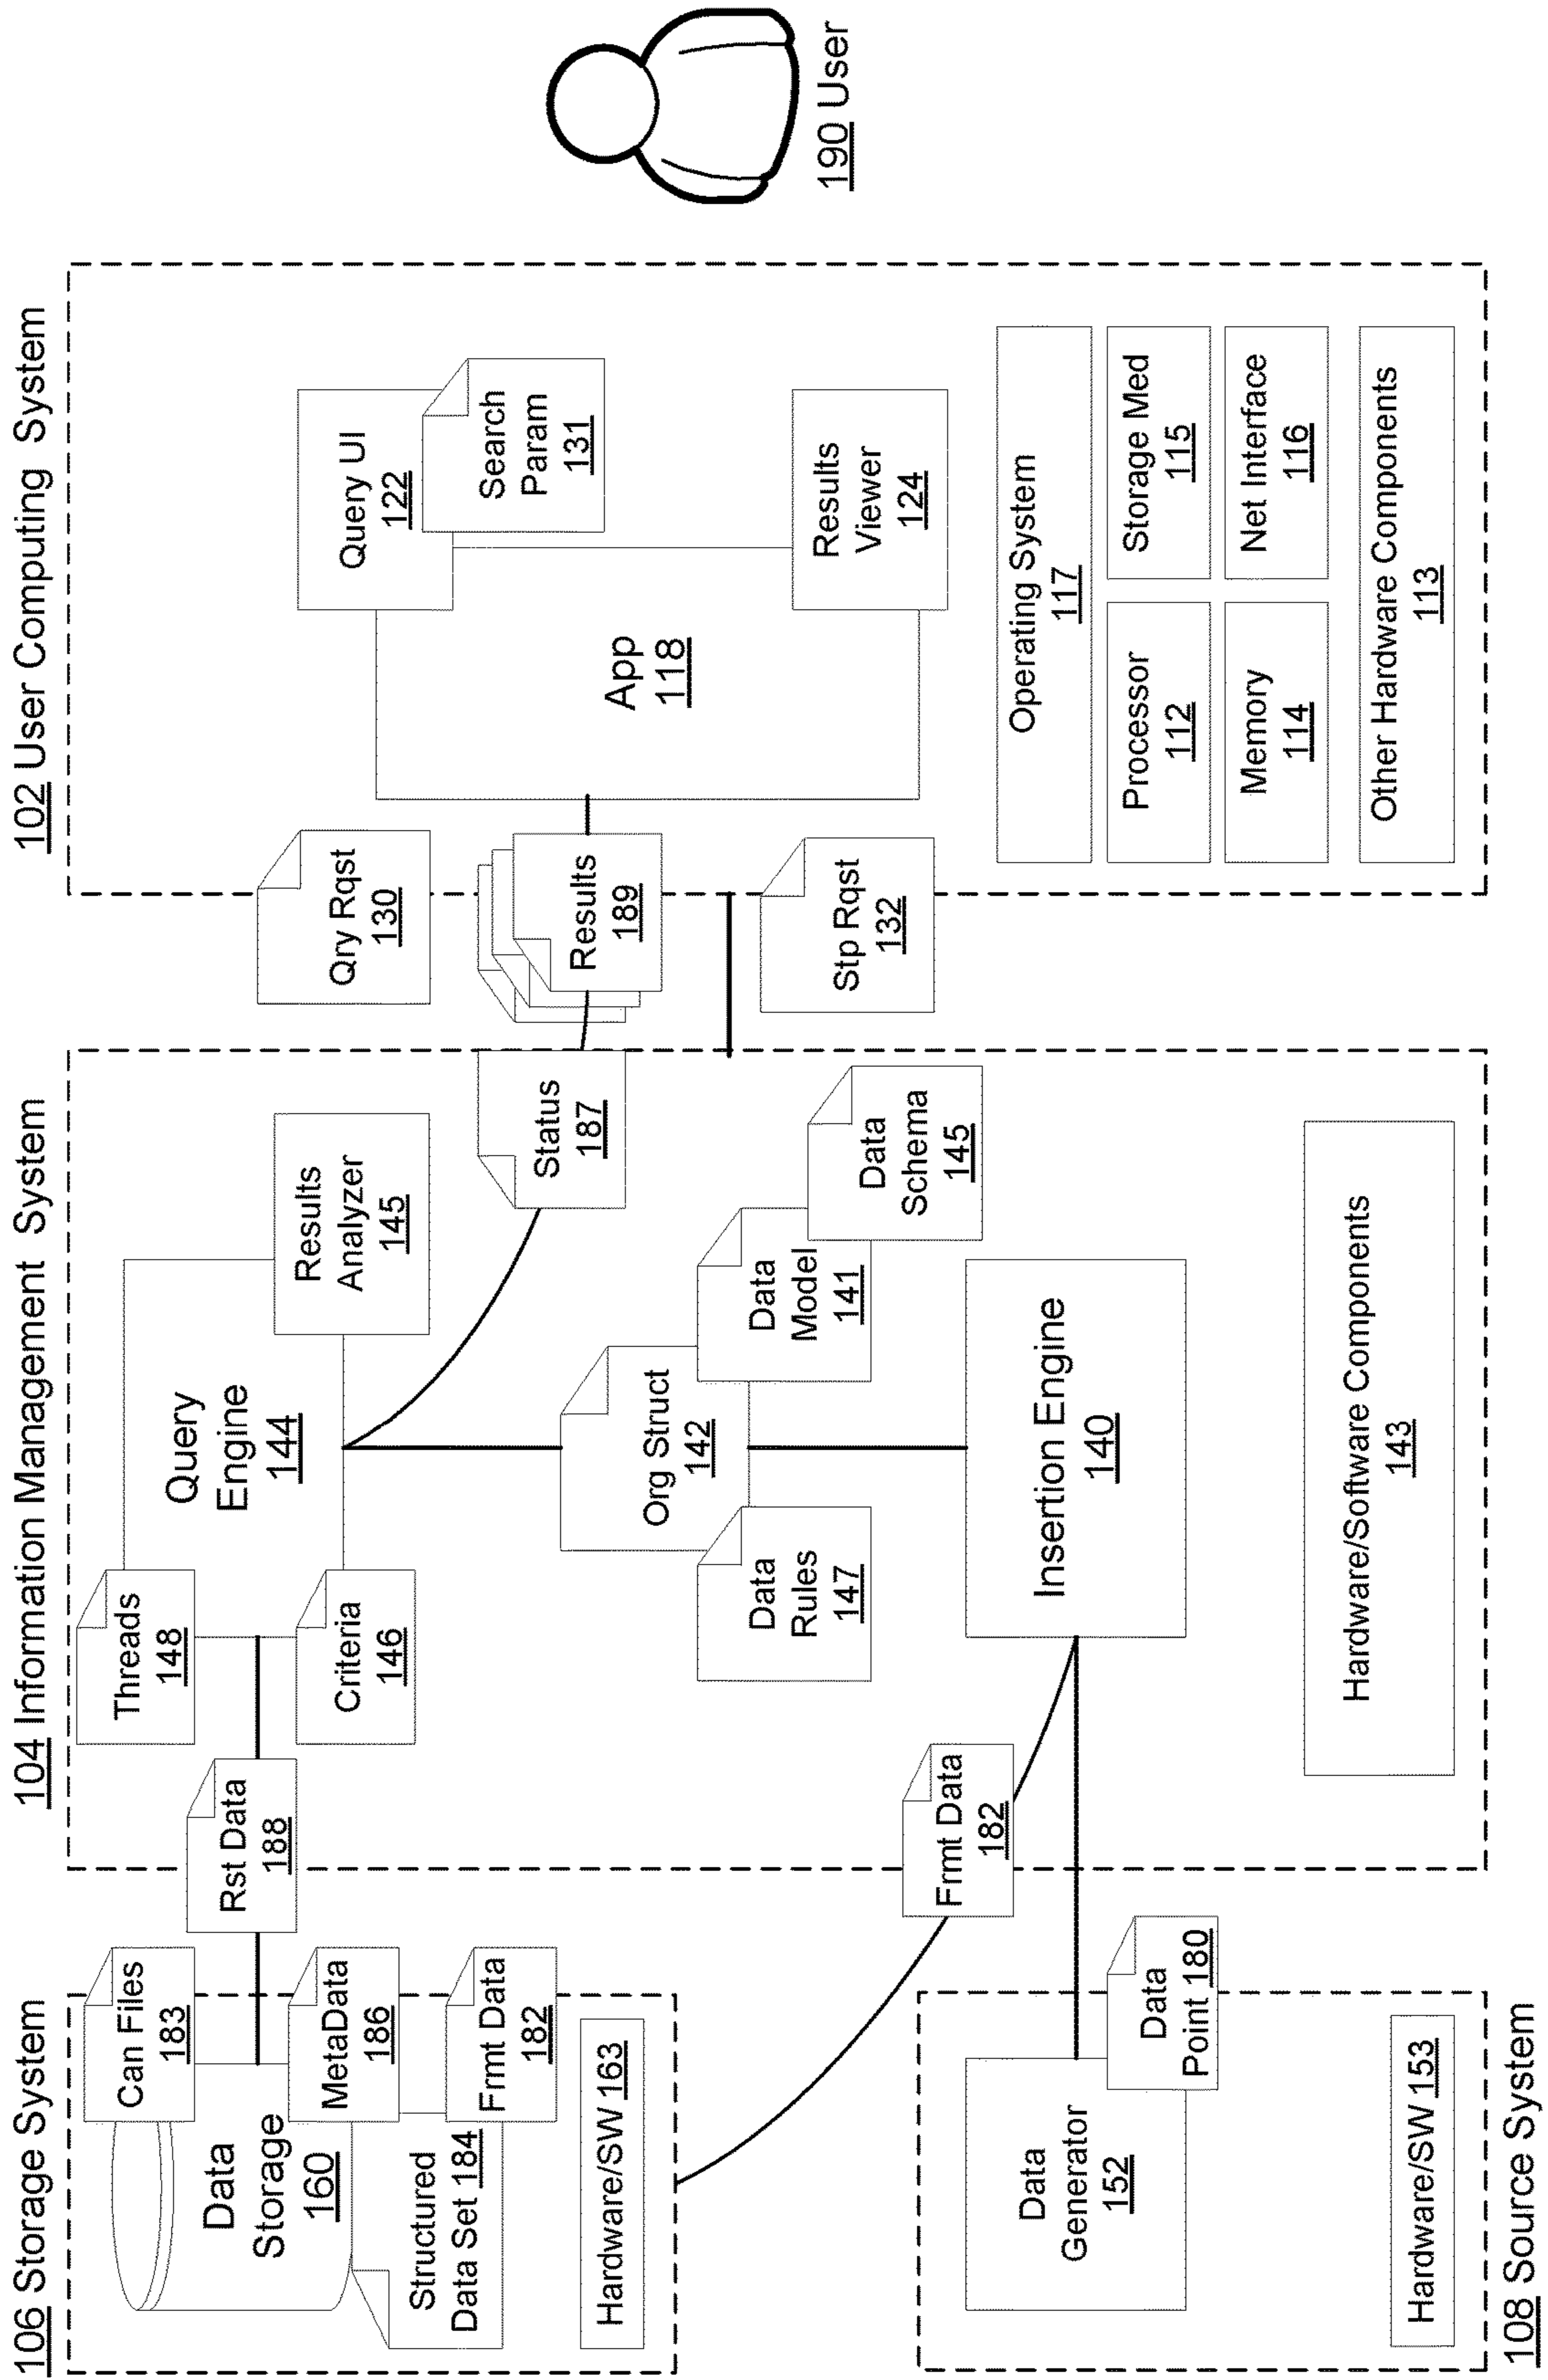 106 Storage System
Can Files
183
Data
Storage
160
MetaData
186
Structured
Data Set 184
Frmt Data
182
Hardware/SW 163
Data
Generator
152
Data
Point 180
Hardware/SW 153
108 Source System
Rst Data
188
Frmt Data
182
104 Information Management System
Threads
148
Query
Engine
144
Results
Analyzer
145
Criteria
146
Status
187
Org Struct
142
Data
Rules
147
Data
Model
141
Data
Schema
145
Insertion Engine
140
Hardware/Software Components
143
Qry Rqst
130
Results
189
Stp Rqst
132
102 User Computing System
Query UI
122
Search
Param
131
App
118
Results
Viewer
124
Operating System
117
Processor
112
Storage Med
115
Memory
114
Net Interface
116
Other Hardware Components
113
190 User